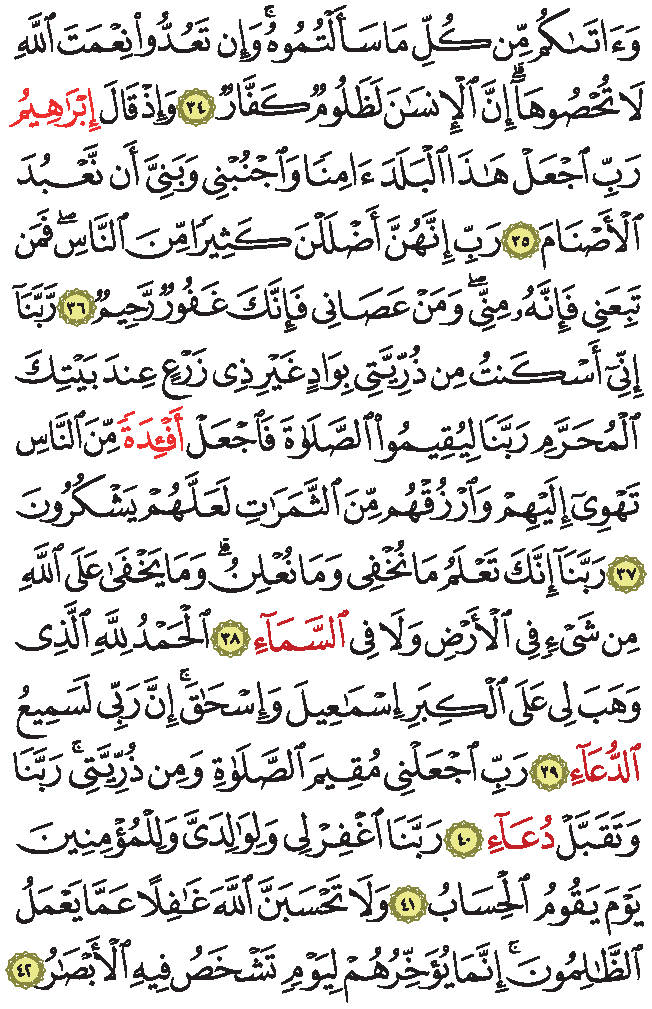 وَءَاتَىٰكُم مِّن كُلِّ مَا سَأَلْتُمُوهُ ۚ وَإِن تَعُدُّوا۟ نِعْمَتَ ٱللَّهِ
لَا تُحْصُوهَآ ۗ إِنَّ ٱلْإِنسَـٰنَ لَظَلُومٌ كَفَّارٌ ٣٤ وَإِذْ قَالَ إِبْرَٰهِيمُ
رَبِّ ٱجْعَلْ هَـٰذَا ٱلْبَلَدَ ءَامِنًا وَٱجْنُبْنِى وَبَنِىَّ أَن نَّعْبُدَ
ٱلْأَصْنَامَ ٣٥ رَبِّ إِنَّهُنَّ أَضْلَلْنَ كَثِيرًا مِّنَ ٱلنَّاسِ ۖ فَمَن
تَبِعَنِى فَإِنَّهُۥ مِنِّى ۖ وَمَنْ عَصَانِى فَإِنَّكَ غَفُورٌ رَّحِيمٌ ٣٦ رَّبَّنَآ
إِنِّىٓ أَسْكَنتُ مِن ذُرِّيَّتِى بِوَادٍ غَيْرِ ذِى زَرْعٍ عِندَ بَيْتِكَ
ٱلْمُحَرَّمِ رَبَّنَا لِيُقِيمُوا۟ ٱلصَّلَوٰةَ فَٱجْعَلْ أَفْـِٔدَةً مِّنَ ٱلنَّاسِ
تَهْوِىٓ إِلَيْهِمْ وَٱرْزُقْهُم مِّنَ ٱلثَّمَرَٰتِ لَعَلَّهُمْ يَشْكُرُونَ
٣٧ رَبَّنَآ إِنَّكَ تَعْلَمُ مَا نُخْفِى وَمَا نُعْلِنُ ۗ وَمَا يَخْفَىٰ عَلَى ٱللَّهِ
مِن شَىْءٍ فِى ٱلْأَرْضِ وَلَا فِى ٱلسَّمَآءِ ٣٨ ٱلْحَمْدُ لِلَّهِ ٱلَّذِى
وَهَبَ لِى عَلَى ٱلْكِبَرِ إِسْمَـٰعِيلَ وَإِسْحَـٰقَ ۚ إِنَّ رَبِّى لَسَمِيعُ
ٱلدُّعَآءِ ٣٩ رَبِّ ٱجْعَلْنِى مُقِيمَ ٱلصَّلَوٰةِ وَمِن ذُرِّيَّتِى ۚ رَبَّنَا
وَتَقَبَّلْ دُعَآءِ ٤٠ رَبَّنَا ٱغْفِرْ لِى وَلِوَٰلِدَىَّ وَلِلْمُؤْمِنِينَ
يَوْمَ يَقُومُ ٱلْحِسَابُ ٤١ وَلَا تَحْسَبَنَّ ٱللَّهَ غَـٰفِلًا عَمَّا يَعْمَلُ
ٱلظَّـٰلِمُونَ ۚ إِنَّمَا يُؤَخِّرُهُمْ لِيَوْمٍ تَشْخَصُ فِيهِ ٱلْأَبْصَـٰرُ ٤٢